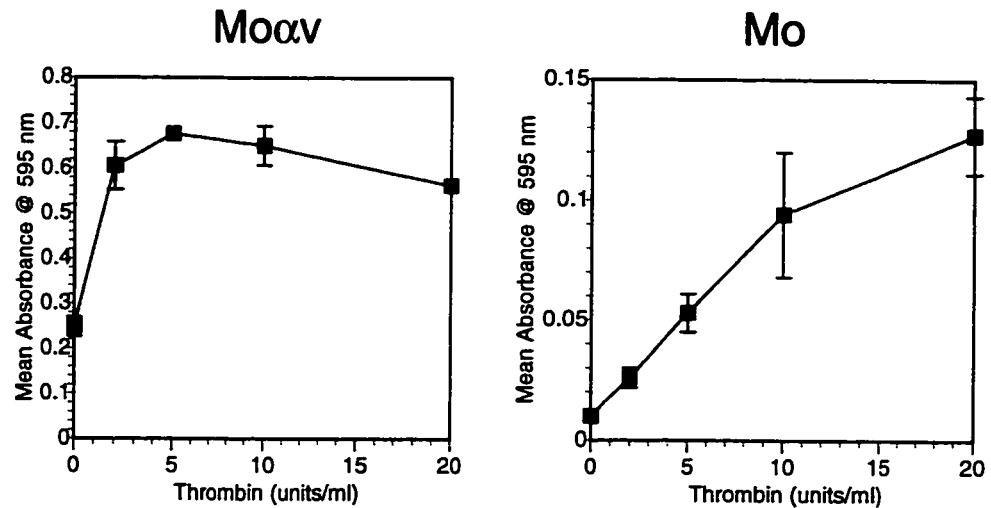 Moαv
Mean Absorbance @ 595 nm
0.8
0.7
0.6
0.5
0.4
0.3
0.2
0.1
0
0 5 10 15 20
Thrombin (units/ml)
Mo
Mean Absorbance @ 595 nm
0.15
0.1
0.05
0
0 5 10 15 20
Thrombin (units/ml)